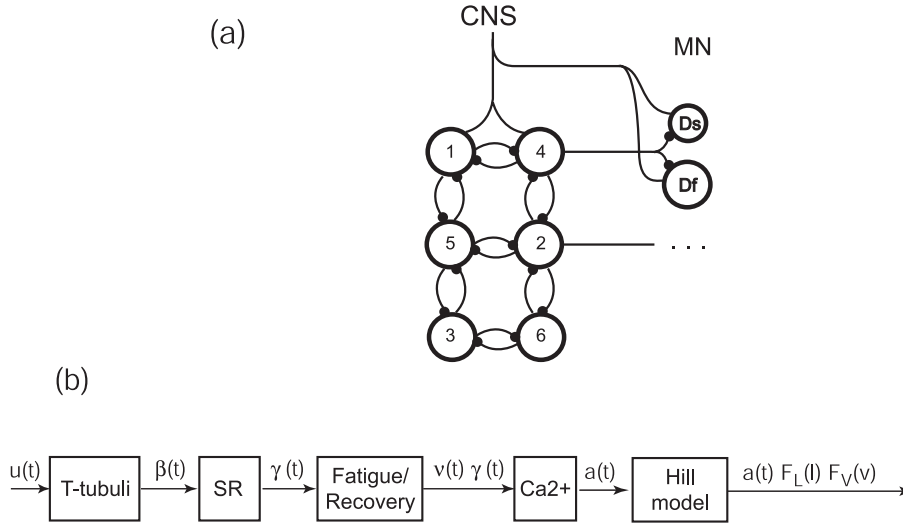 (a)
CNS
MN
Ds
1
4
Df
5
2
. . .
3
6
(b)
u(t)
T-tubuli
β(t)
SR
γ (t)
Fatigue/
Recovery
ν(t) γ(t)
Ca2+
a(t)
Hill
model
a(t) F_L(l) F_V(v)